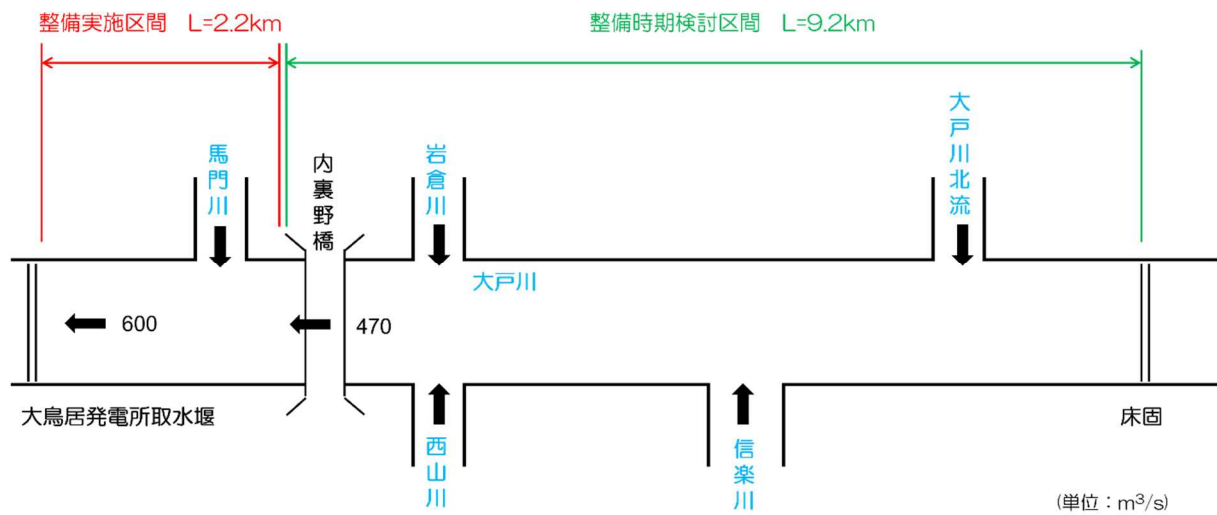 整備実施区間　L=2.2km
整備時期検討区間　L=9.2km
馬門川
内裏野橋
岩倉川
大戸川北流
大戸川
600
470
大鳥居発電所取水堰
西山川
信楽川
床固
(単位：m³/s)